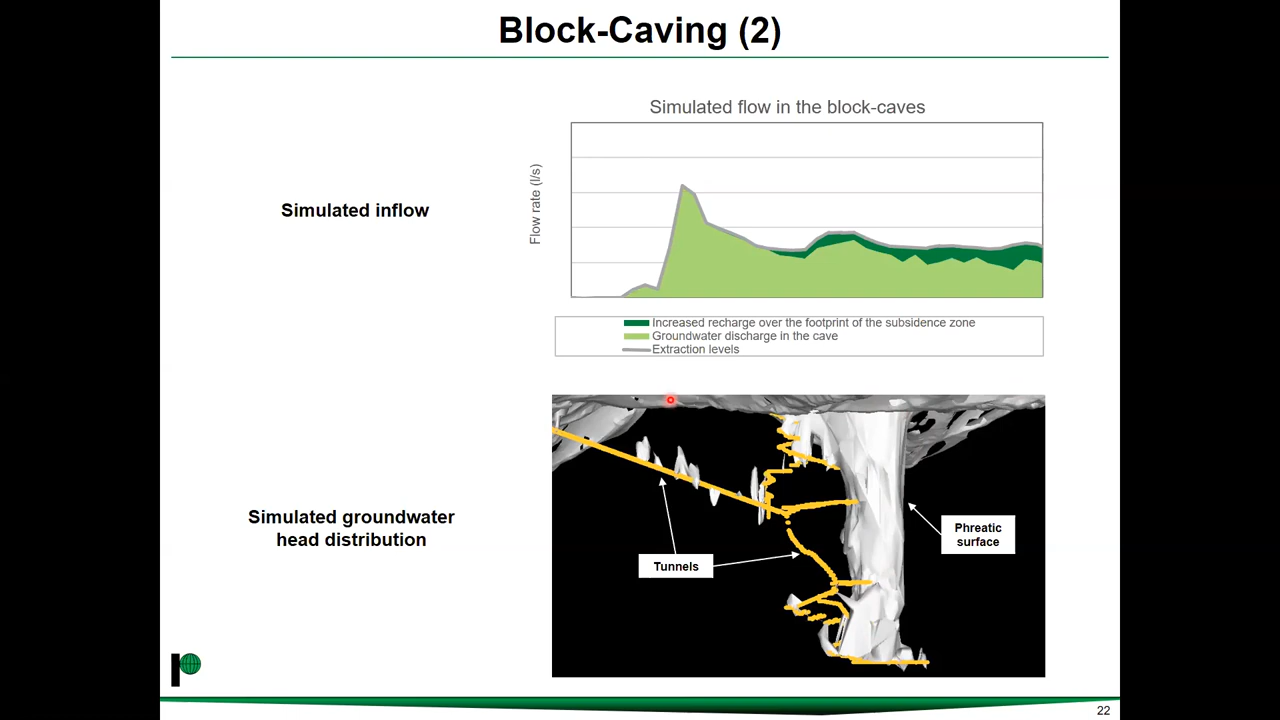 Block-Caving (2)
Simulated flow in the block-caves
Flow rate (l/s)
Simulated inflow
Increased recharge over the footprint of the subsidence zone
Groundwater discharge in the cave
Extraction levels
Simulated groundwater
head distribution
Phreatic
surface
Tunnels
22